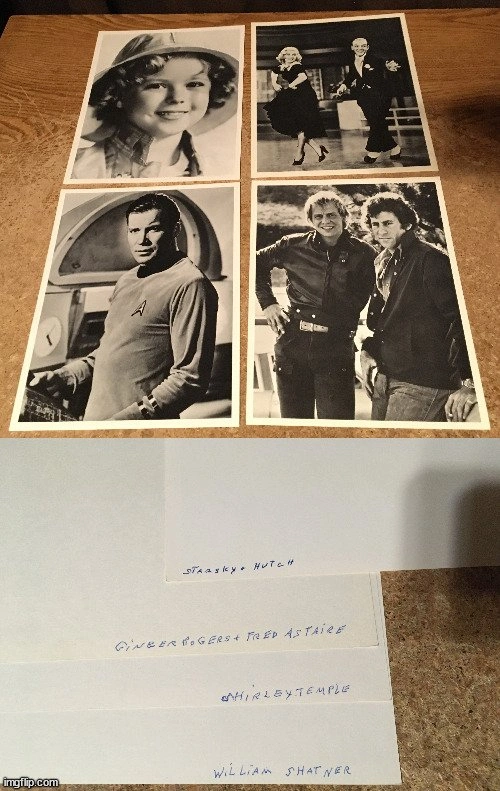 STARSKY + HUTCH
GINGER ROGERS + FRED ASTAIRE
SHIRLEY TEMPLE
WILLIAM SHATNER
imgflip.com